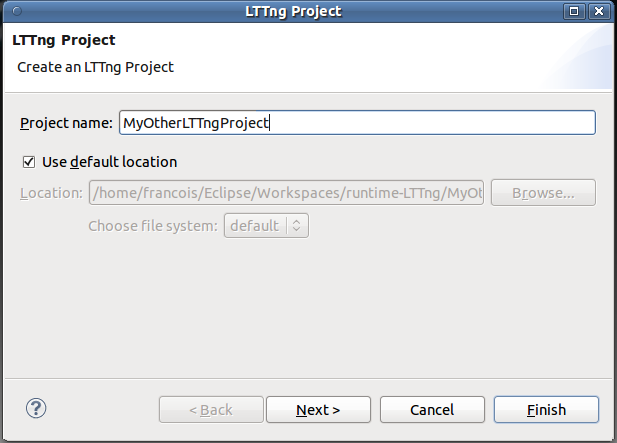 LTTng Project
LTTng Project
Create an LTTng Project
Project name: MyOtherLTTngProject
Use default location
Location: /home/francois/Eclipse/Workspaces/runtime-LTTng/MyOt Browse...
Choose file system: default
? < Back Next > Cancel Finish